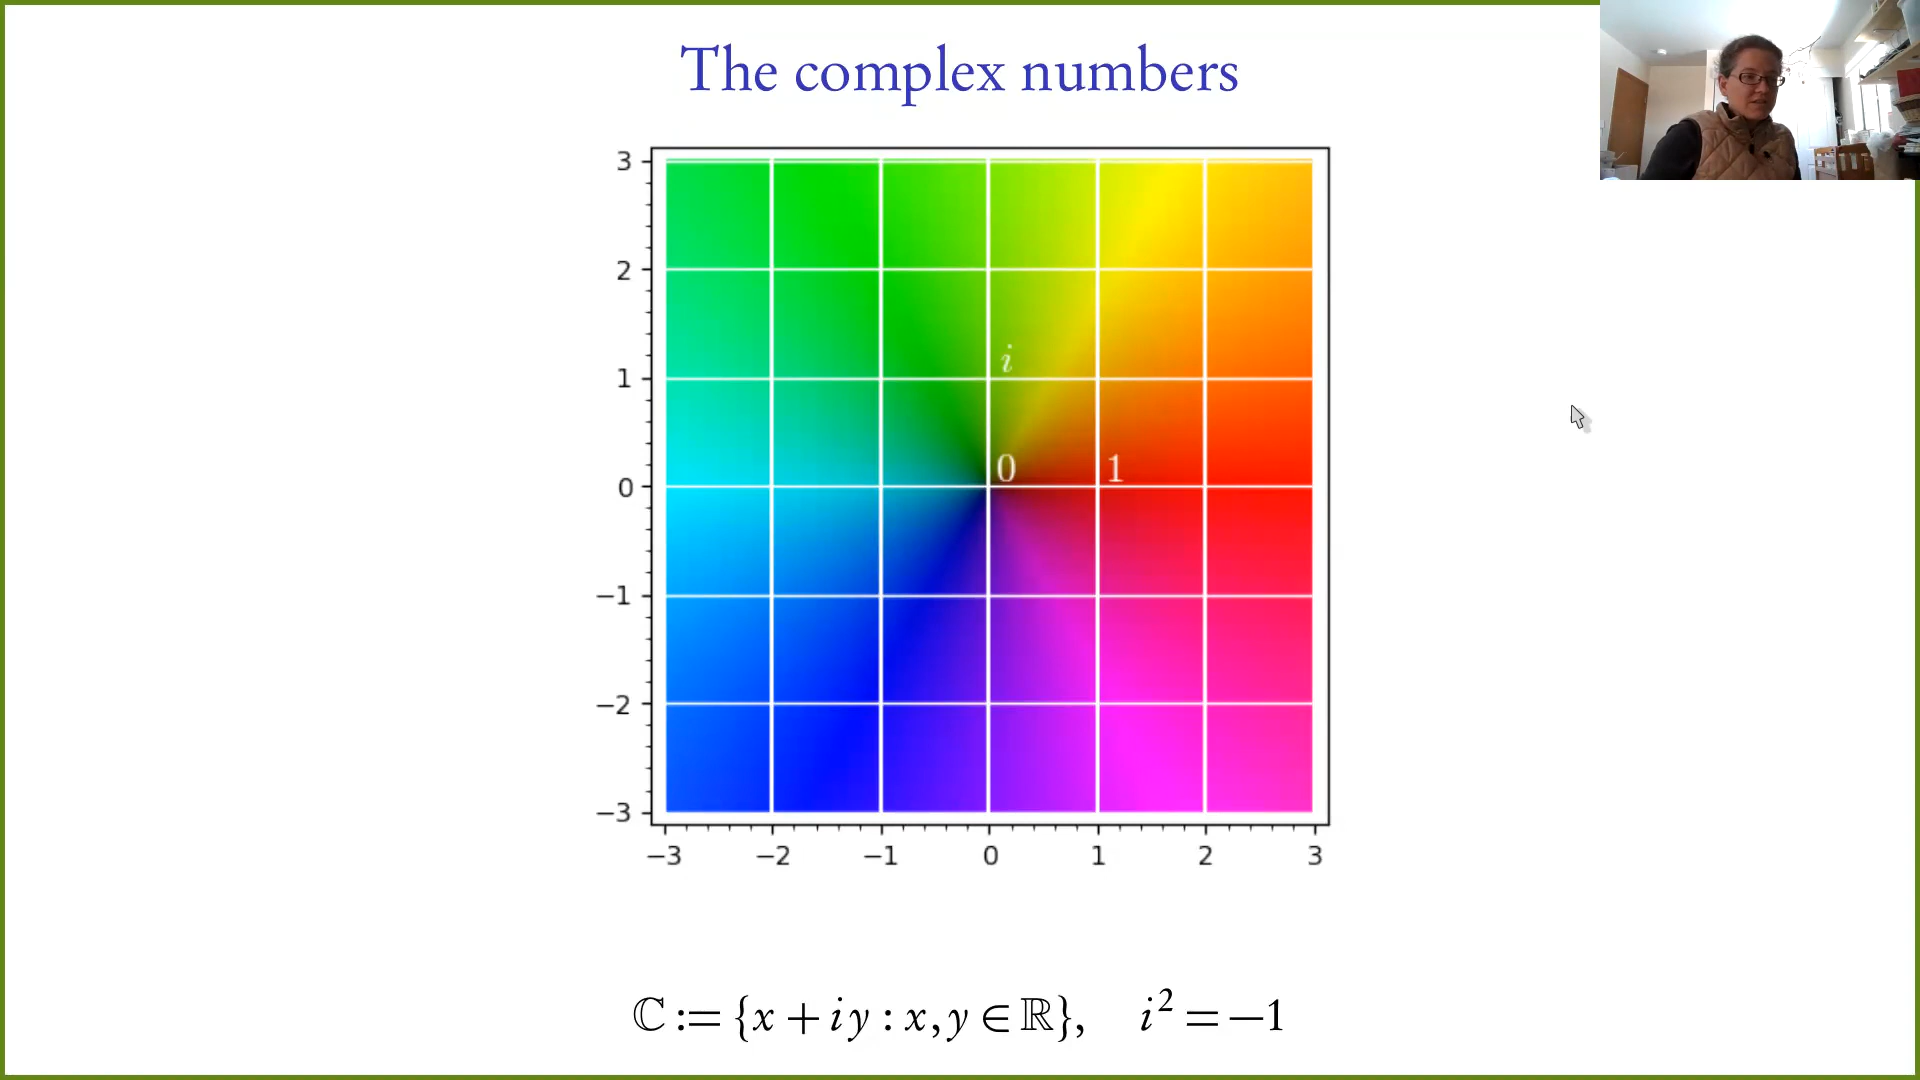 The complex numbers
3
2
1
0
−1
−2
−3
i
0
1
−3 −2 −1 0 1 2 3
ℂ := {x + iy : x, y ∈ ℝ}, i² = −1